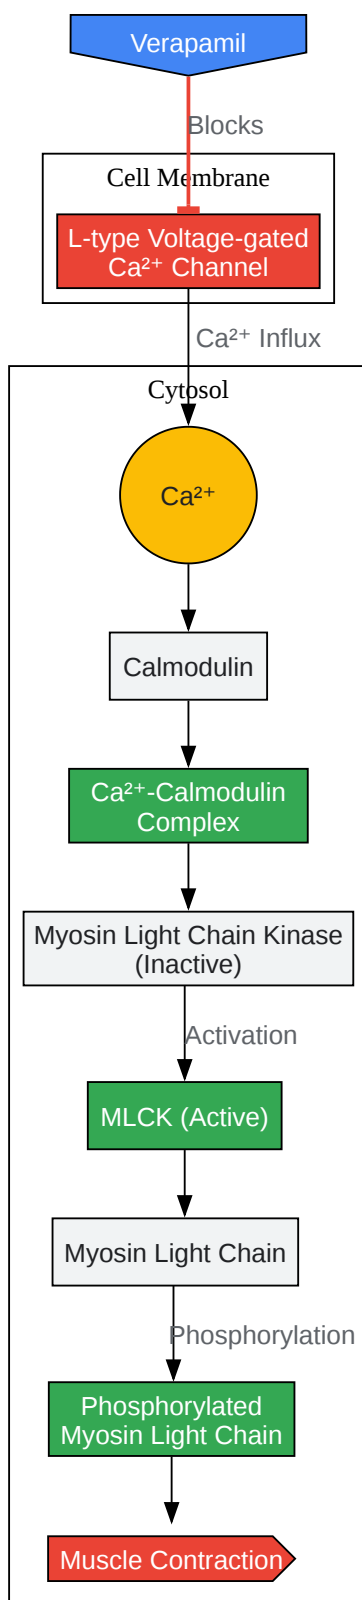 Verapamil
Blocks
Cell Membrane
L-type Voltage-gated
Ca²⁺ Channel
Ca²⁺ Influx
Cytosol
Ca²⁺
Calmodulin
Ca²⁺-Calmodulin
Complex
Myosin Light Chain Kinase
(Inactive)
Activation
MLCK (Active)
Myosin Light Chain
Phosphorylation
Phosphorylated
Myosin Light Chain
Muscle Contraction